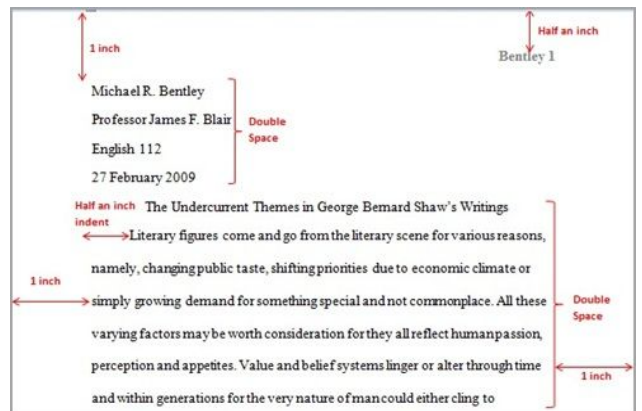 1 inch
Half an inch
Bentley 1
Michael R. Bentley
Professor James F. Blair
English 112
27 February 2009
Double
Space
Half an inch
indent
The Undercurrent Themes in George Bernard Shaw's Writings
Literary figures come and go from the literary scene for various reasons,
namely, changing public taste, shifting priorities due to economic climate or
1 inch
simply growing demand for something special and not commonplace. All these
Double
Space
varying factors may be worth consideration for they all reflect human passion,
perception and appetites. Value and belief systems linger or alter through time
1 inch
and within generations for the very nature of man could either cling to